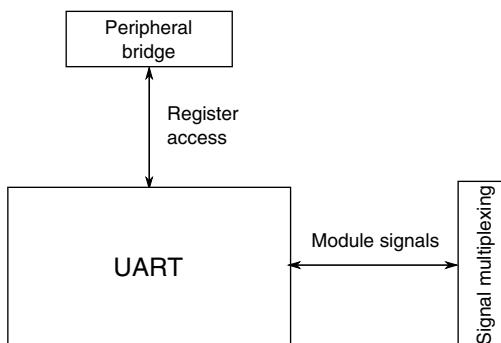 Peripheral
bridge
Register
access
Module signals
UART
Signal multiplexing